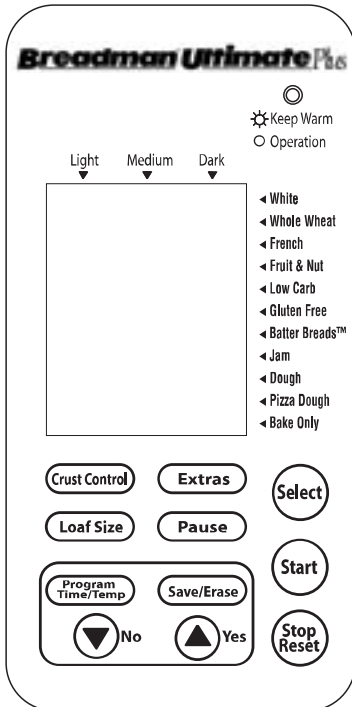 Breadman Ultimate Plus
Keep Warm
Operation
Light Medium Dark
White
Whole Wheat
French
Fruit & Nut
Low Carb
Gluten Free
Batter Breads™
Jam
Dough
Pizza Dough
Bake Only
Crust Control Extras
Select
Loaf Size Pause
Start
Program
Time/Temp
Save/Erase
No Yes
Stop
Reset